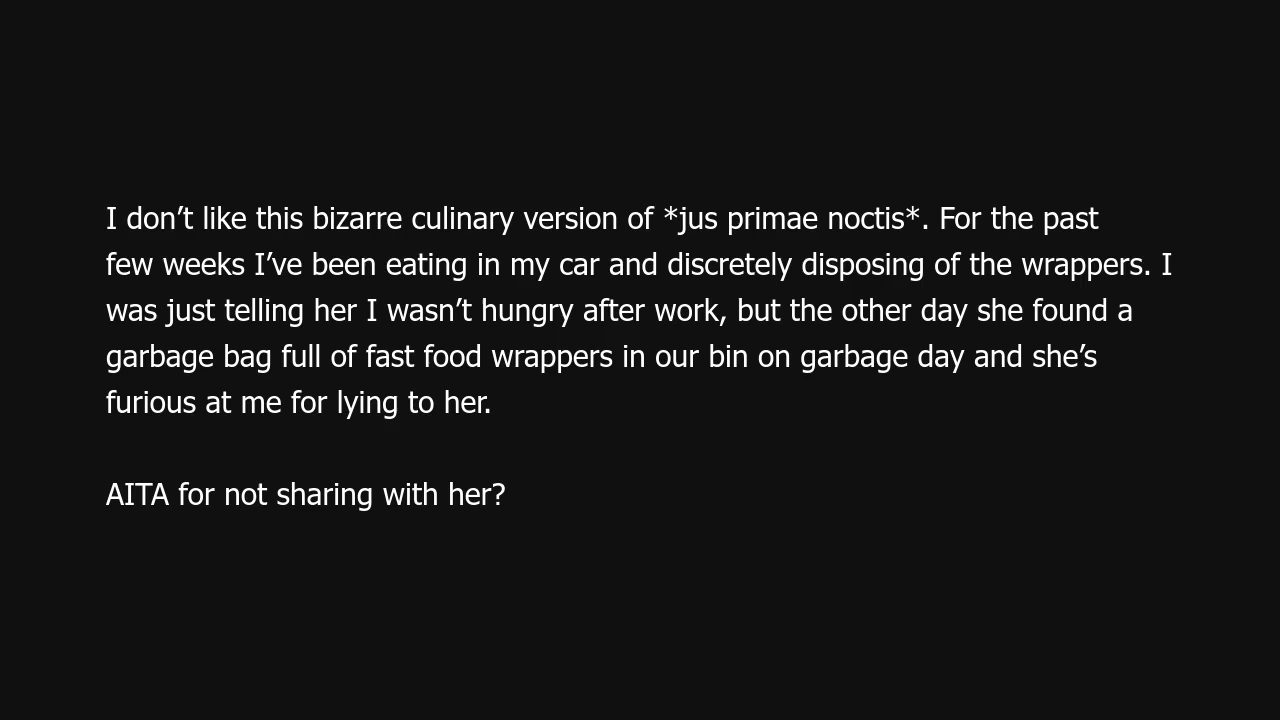 I don’t like this bizarre culinary version of *jus primae noctis*. For the past
few weeks I’ve been eating in my car and discretely disposing of the wrappers. I
was just telling her I wasn’t hungry after work, but the other day she found a
garbage bag full of fast food wrappers in our bin on garbage day and she’s
furious at me for lying to her.
AITA for not sharing with her?